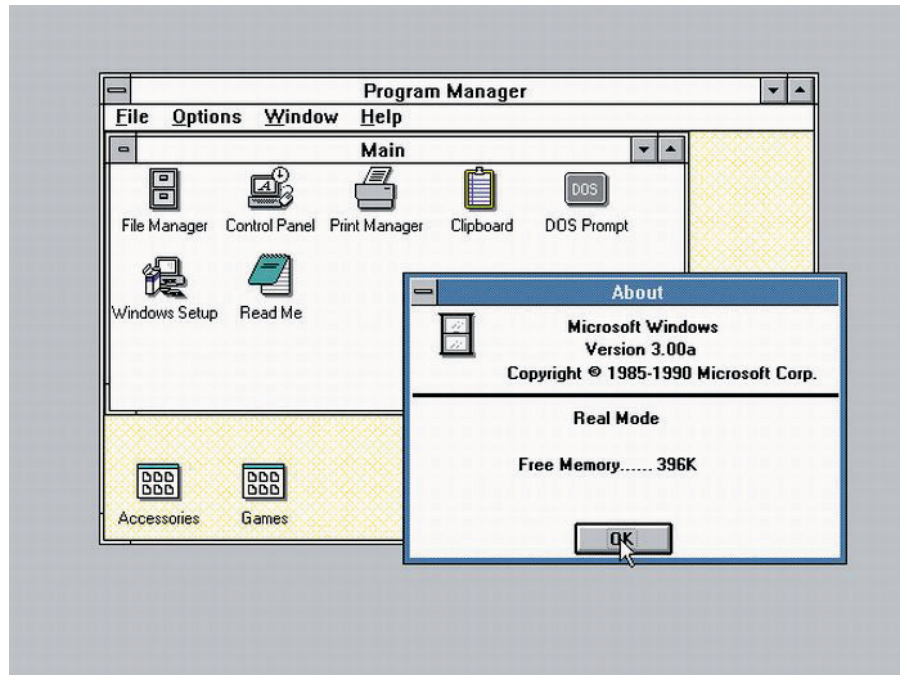 Program Manager
File Options Window Help
Main
File Manager Control Panel Print Manager Clipboard DOS Prompt
DOS
Windows Setup Read Me
About
Microsoft Windows
Version 3.00a
Copyright © 1985-1990 Microsoft Corp.
Real Mode
Free Memory...... 396K
OK
Accessories Games